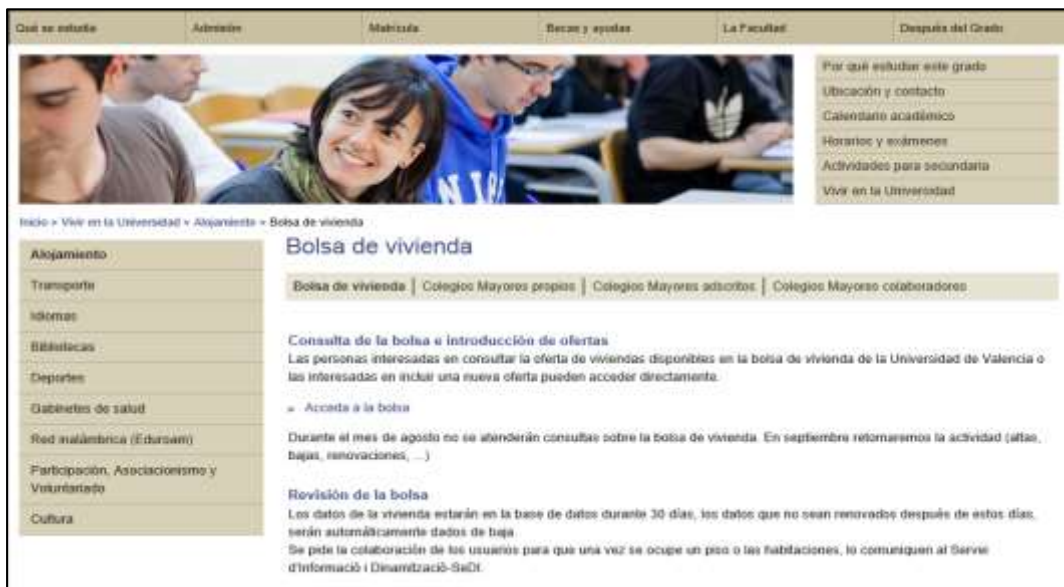 Qué se estudia Admisión Matrícula Becas y ayudas La Facultad Después del Grado
Por qué estudiar este grado
Ubicación y contacto
Calendario académico
Horarios y exámenes
Actividades para secundaria
Vivir en la Universidad
Inicio > Vivir en la Universidad > Alojamiento > Bolsa de vivienda
Alojamiento
Transporte
Idiomas
Bibliotecas
Deportes
Gabinetes de salud
Red inalámbrica (Eduroam)
Participación, Asociacionismo y
Voluntariado
Cultura
Bolsa de vivienda
Bolsa de vivienda | Colegios Mayores propios | Colegios Mayores adscritos | Colegios Mayores colaboradores
Consulta de la bolsa e introducción de ofertas
Las personas interesadas en consultar la oferta de viviendas disponibles en la bolsa de vivienda de la Universidad de Valencia o
las interesadas en incluir una nueva oferta pueden acceder directamente.
» Acceda a la bolsa
Durante el mes de agosto no se atenderán consultas sobre la bolsa de vivienda. En septiembre retornaremos la actividad (altas,
bajas, renovaciones, ...)
Revisión de la bolsa
Los datos de la vivienda estarán en la base de datos durante 30 días, los datos que no sean renovados después de estos días,
serán automáticamente dados de baja
Se pide la colaboración de los usuarios para que una vez se ocupe un piso o las habitaciones, lo comuniquen al Servei
d'Informació i Dinamització-SeDI.